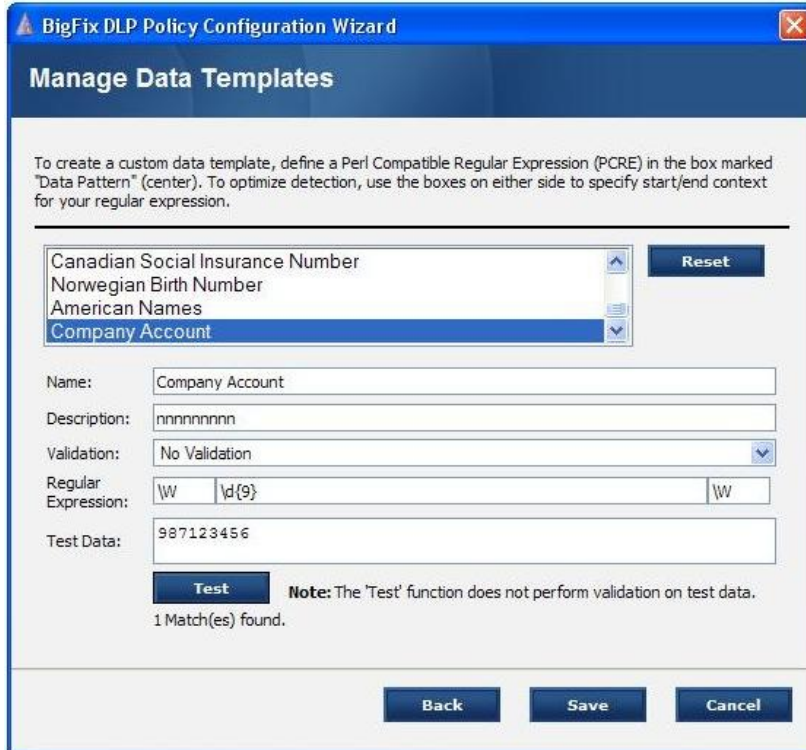 BigFix DLP Policy Configuration Wizard
Manage Data Templates
To create a custom data template, define a Perl Compatible Regular Expression (PCRE) in the box marked
"Data Pattern" (center). To optimize detection, use the boxes on either side to specify start/end context
for your regular expression.
Canadian Social Insurance Number
Norwegian Birth Number
American Names
Company Account
Reset
Name: Company Account
Description: nnnnnnnnn
Validation: No Validation
Regular
Expression: \W \d{9} \W
Test Data: 987123456
Test Note: The 'Test' function does not perform validation on test data.
1 Match(es) found.
Back Save Cancel